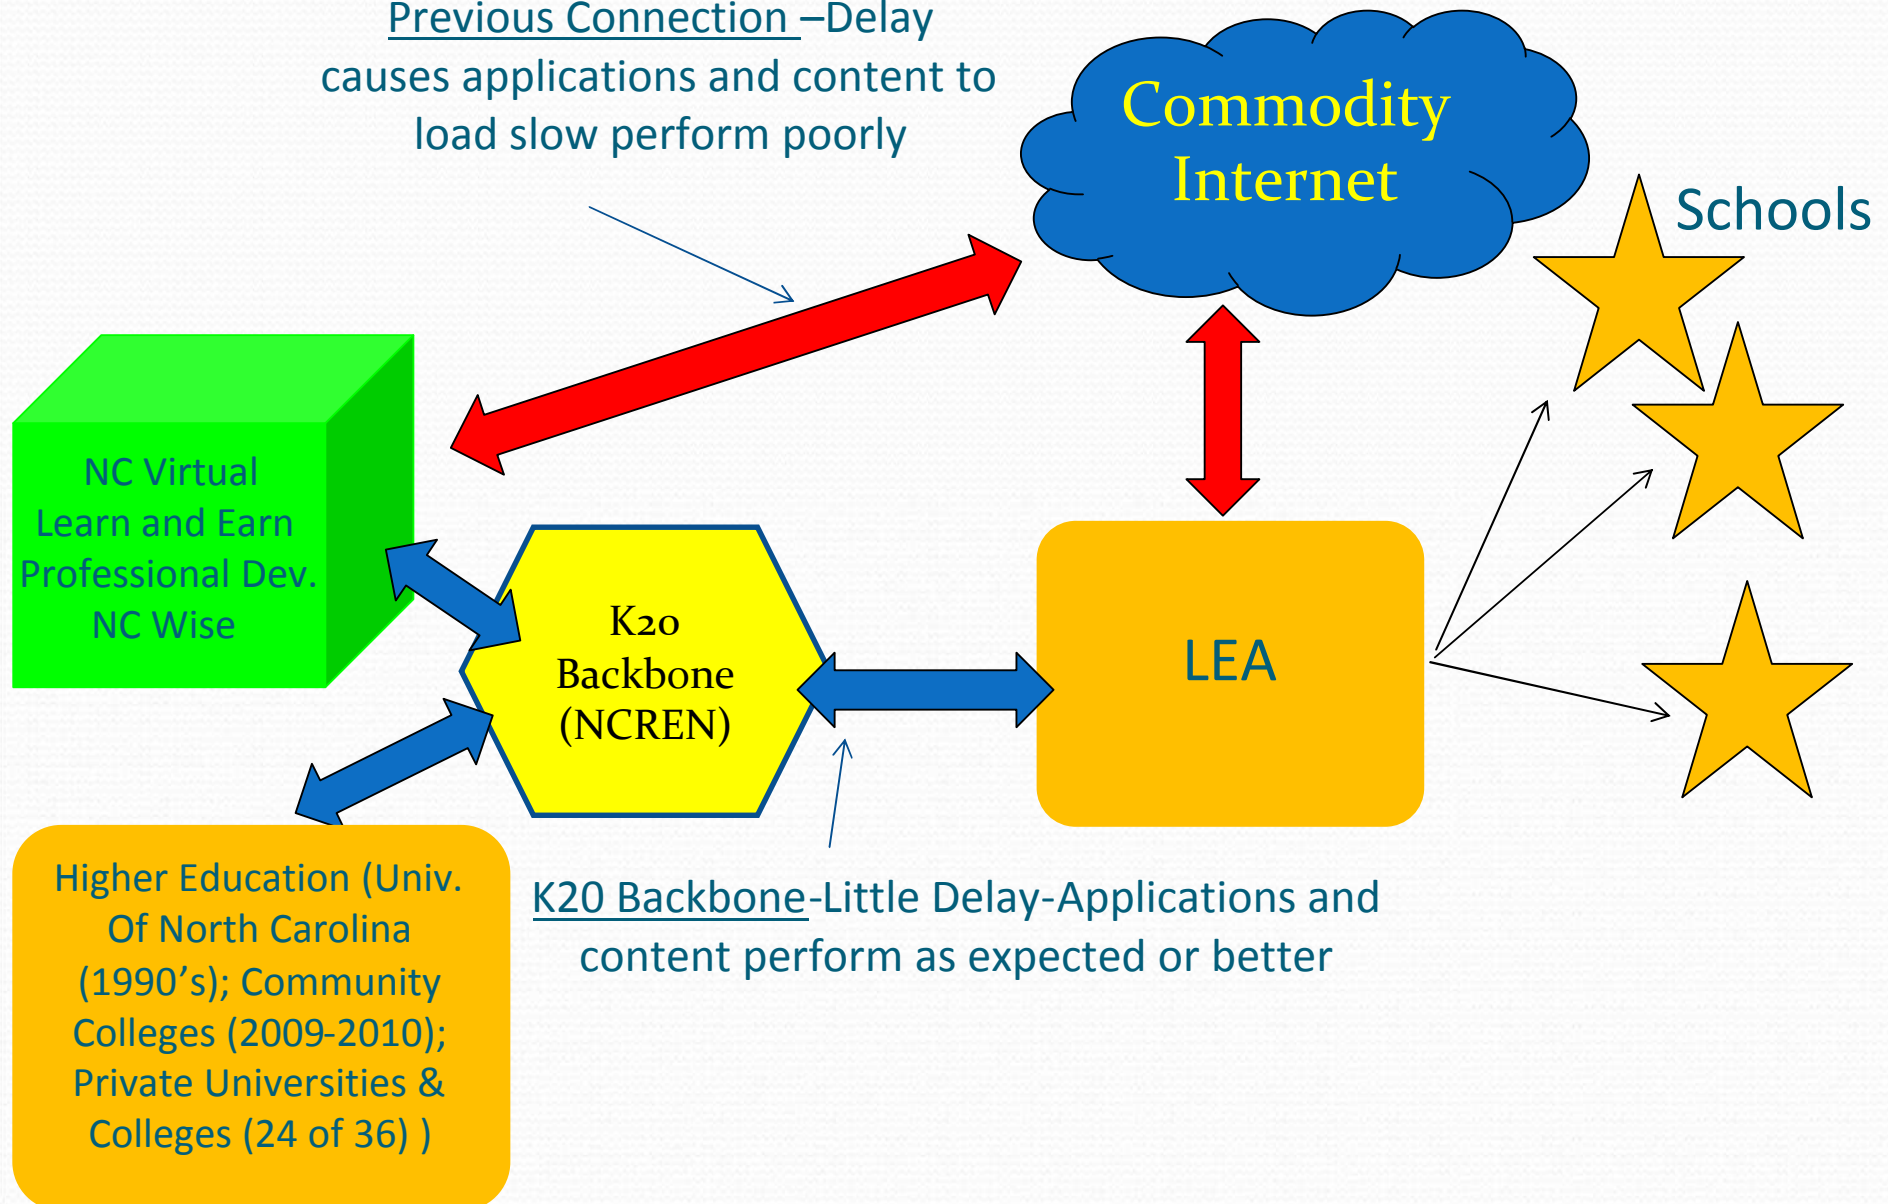 Previous Connection –Delay
causes applications and content to
load slow perform poorly
Commodity
Internet
Schools
NC Virtual
Learn and Earn
Professional Dev.
NC Wise
K20
Backbone
(NCREN)
LEA
Higher Education (Univ.
Of North Carolina
(1990’s); Community
Colleges (2009-2010);
Private Universities &
Colleges (24 of 36) )
K20 Backbone-Little Delay-Applications and
content perform as expected or better